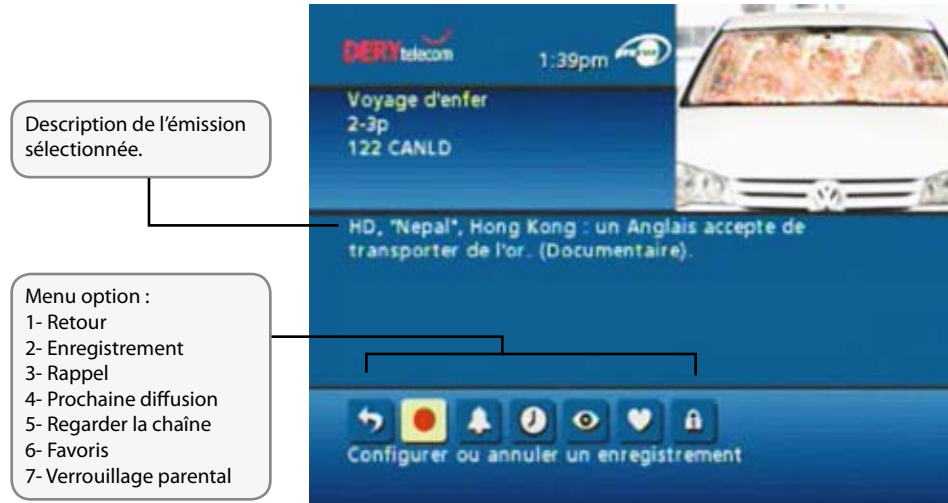 DERYtelecom
1:39pm
Voyage d'enfer
2-3p
122 CANLD
Description de l'émission
sélectionnée.
HD, "Nepal", Hong Kong : un Anglais accepte de
transporter de l'or. (Documentaire).
Menu option :
1- Retour
2- Enregistrement
3- Rappel
4- Prochaine diffusion
5- Regarder la chaîne
6- Favoris
7- Verrouillage parental
Configurer ou annuler un enregistrement